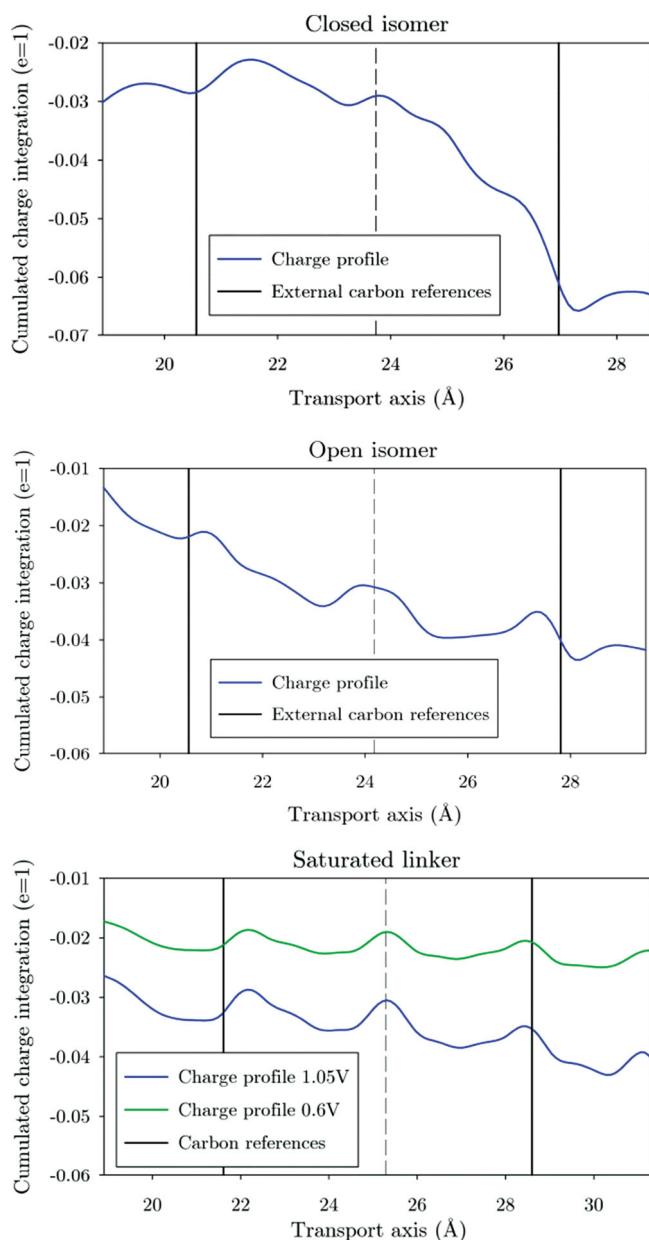 Closed isomer
Cumulated charge integration (e=1)
-0.02
-0.03
-0.04
-0.05
-0.06
-0.07
Charge profile
External carbon references
20 22 24 26 28
Transport axis (Å)
Open isomer
Cumulated charge integration (e=1)
-0.01
-0.02
-0.03
-0.04
-0.05
-0.06
Charge profile
External carbon references
20 22 24 26 28
Transport axis (Å)
Saturated linker
Cumulated charge integration (e=1)
-0.01
-0.02
-0.03
-0.04
-0.05
-0.06
Charge profile 1.05V
Charge profile 0.6V
Carbon references
20 22 24 26 28 30
Transport axis (Å)